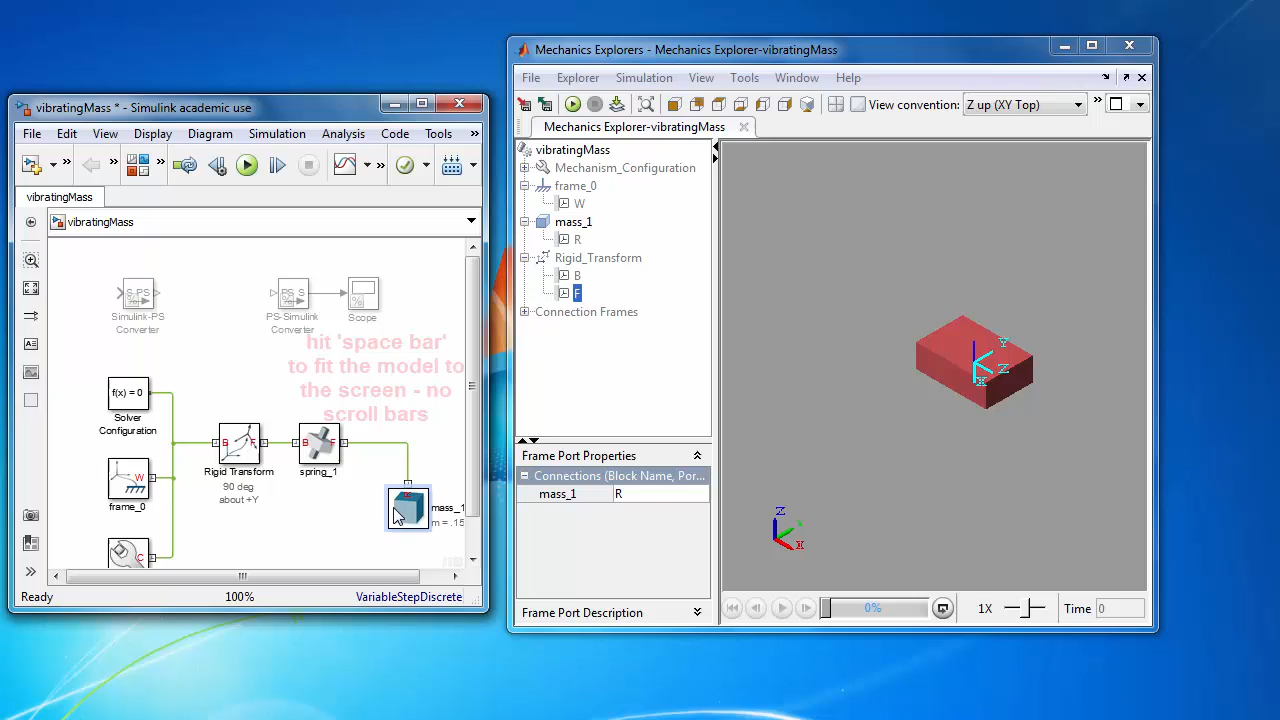 vibratingMass * - Simulink academic use
File Edit View Display Diagram Simulation Analysis Code Tools »
vibratingMass
vibratingMass
S PS
Simulink-PS
Converter
PS S
PS-Simulink
Converter
Scope
hit 'space bar'
to fit the model to
the screen - no
scroll bars
f(x) = 0
Solver
Configuration
W
frame_0
B F
Rigid Transform
90 deg
about +Y
B F
spring_1
mass_1
m = .15
C
Ready 100% VariableStepDiscrete
Mechanics Explorers - Mechanics Explorer-vibratingMass
File Explorer Simulation View Tools Window Help
View convention: Z up (XY Top) »
Mechanics Explorer-vibratingMass
vibratingMass
Mechanism_Configuration
frame_0
W
mass_1
R
Rigid_Transform
B
F
Connection Frames
Frame Port Properties
Connections (Block Name, Por...
mass_1 R
Frame Port Description
Y
Z
X
Z
Y
X
0% 1X Time 0